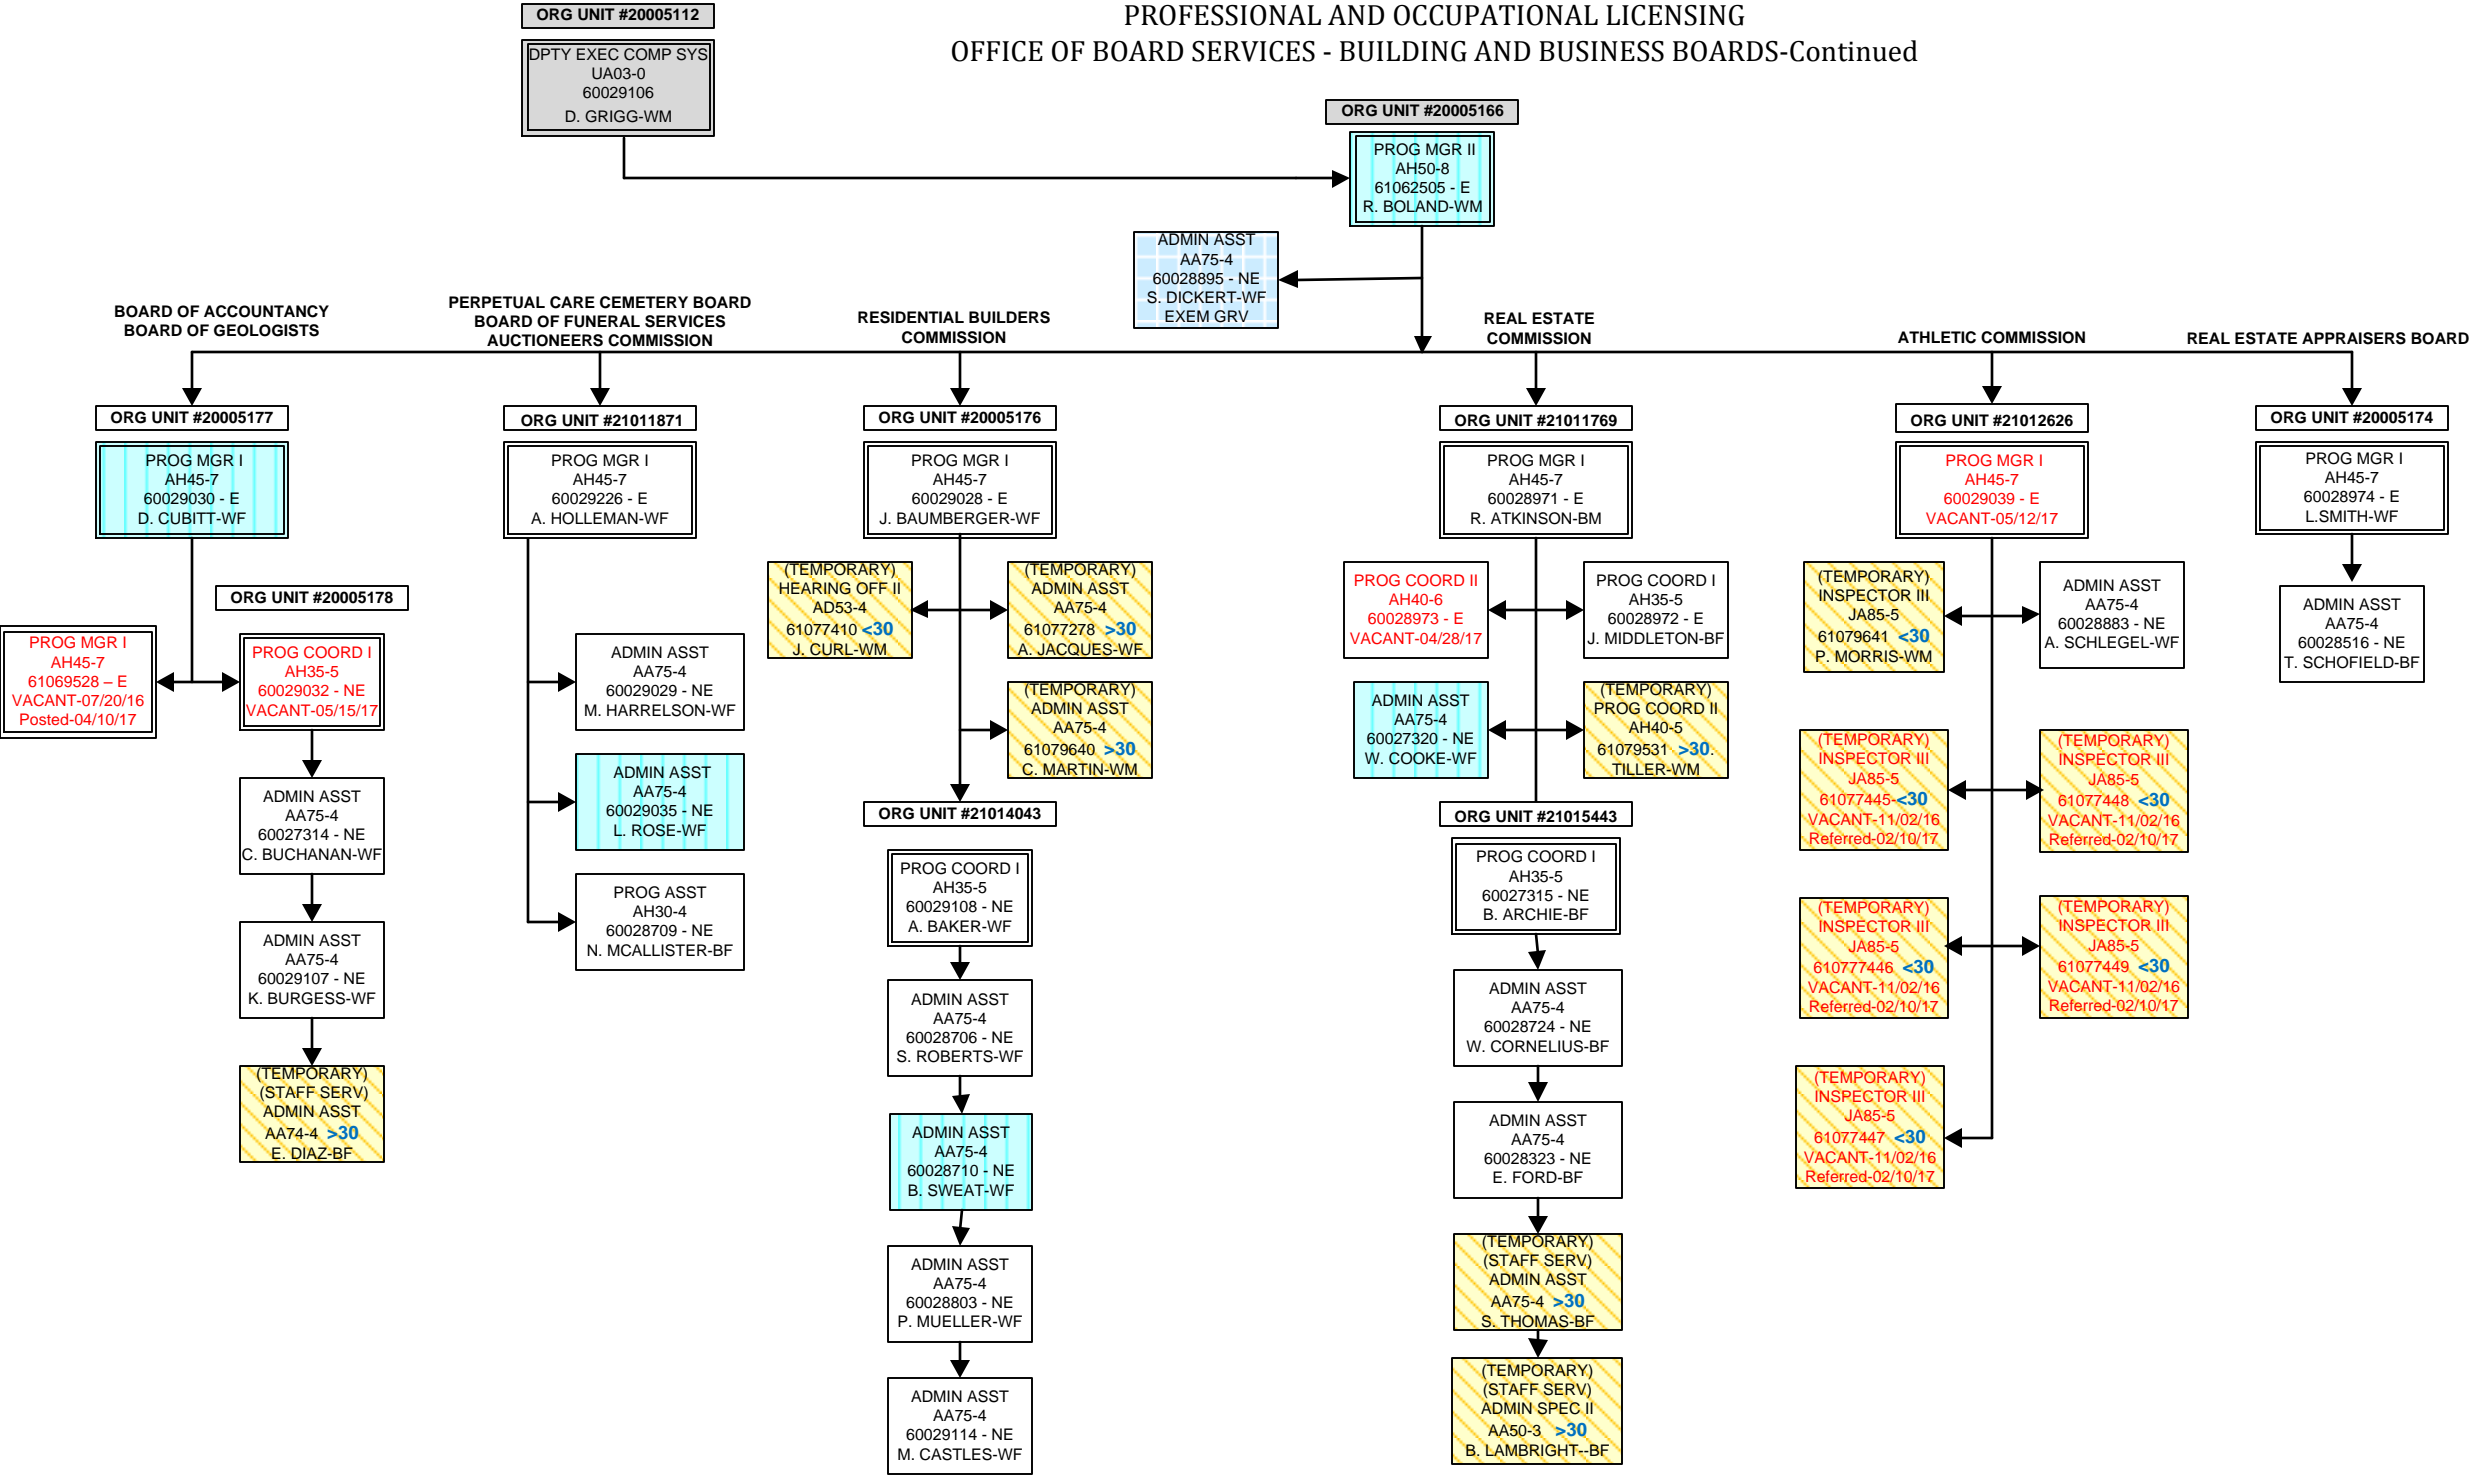 PROFESSIONAL AND OCCUPATIONAL LICENSING
OFFICE OF BOARD SERVICES - BUILDING AND BUSINESS BOARDS-Continued
ORG UNIT #20005112
DPTY EXEC COMP SYS
UA03-0
60029106
D. GRIGG-WM
ORG UNIT #20005166
PROG MGR II
AH50-8
61062505 - E
R. BOLAND-WM
ADMIN ASST
AA75-4
60028895 - NE
S. DICKERT-WF
EXEM GRV
BOARD OF ACCOUNTANCY
BOARD OF GEOLOGISTS
ORG UNIT #20005177
PROG MGR I
AH45-7
60029030 - E
D. CUBITT-WF
PROG MGR I
AH45-7
61069528 – E
VACANT-07/20/16
Posted-04/10/17
ORG UNIT #20005178
PROG COORD I
AH35-5
60029032 - NE
VACANT-05/15/17
ADMIN ASST
AA75-4
60027314 - NE
C. BUCHANAN-WF
ADMIN ASST
AA75-4
60029107 - NE
K. BURGESS-WF
(TEMPORARY)
(STAFF SERV)
ADMIN ASST
AA74-4 >30
E. DIAZ-BF
PERPETUAL CARE CEMETERY BOARD
BOARD OF FUNERAL SERVICES
AUCTIONEERS COMMISSION
ORG UNIT #21011871
PROG MGR I
AH45-7
60029226 - E
A. HOLLEMAN-WF
ADMIN ASST
AA75-4
60029029 - NE
M. HARRELSON-WF
ADMIN ASST
AA75-4
60029035 - NE
L. ROSE-WF
PROG ASST
AH30-4
60028709 - NE
N. MCALLISTER-BF
RESIDENTIAL BUILDERS
COMMISSION
ORG UNIT #20005176
PROG MGR I
AH45-7
60029028 - E
J. BAUMBERGER-WF
(TEMPORARY)
HEARING OFF II
AD53-4
61077410 <30
J. CURL-WM
(TEMPORARY)
ADMIN ASST
AA75-4
61077278 >30
A. JACQUES-WF
(TEMPORARY)
ADMIN ASST
AA75-4
61079640 >30
C. MARTIN-WM
ORG UNIT #21014043
PROG COORD I
AH35-5
60029108 - NE
A. BAKER-WF
ADMIN ASST
AA75-4
60028706 - NE
S. ROBERTS-WF
ADMIN ASST
AA75-4
60028710 - NE
B. SWEAT-WF
ADMIN ASST
AA75-4
60028803 - NE
P. MUELLER-WF
ADMIN ASST
AA75-4
60029114 - NE
M. CASTLES-WF
REAL ESTATE
COMMISSION
ORG UNIT #21011769
PROG MGR I
AH45-7
60028971 - E
R. ATKINSON-BM
PROG COORD II
AH40-6
60028973 - E
VACANT-04/28/17
PROG COORD I
AH35-5
60028972 - E
J. MIDDLETON-BF
ADMIN ASST
AA75-4
60027320 - NE
W. COOKE-WF
(TEMPORARY)
PROG COORD II
AH40-5
61079531 >30.
TILLER-WM
ORG UNIT #21015443
PROG COORD I
AH35-5
60027315 - NE
B. ARCHIE-BF
ADMIN ASST
AA75-4
60028724 - NE
W. CORNELIUS-BF
ADMIN ASST
AA75-4
60028323 - NE
E. FORD-BF
(TEMPORARY)
(STAFF SERV)
ADMIN ASST
AA75-4 >30
S. THOMAS-BF
(TEMPORARY)
(STAFF SERV)
ADMIN SPEC II
AA50-3 >30
B. LAMBRIGHT--BF
ATHLETIC COMMISSION
ORG UNIT #21012626
PROG MGR I
AH45-7
60029039 - E
VACANT-05/12/17
(TEMPORARY)
INSPECTOR III
JA85-5
61079641 <30
P. MORRIS-WM
ADMIN ASST
AA75-4
60028883 - NE
A. SCHLEGEL-WF
(TEMPORARY)
INSPECTOR III
JA85-5
61077445-<30
VACANT-11/02/16
Referred-02/10/17
(TEMPORARY)
INSPECTOR III
JA85-5
61077448 <30
VACANT-11/02/16
Referred-02/10/17
(TEMPORARY)
INSPECTOR III
JA85-5
610777446 <30
VACANT-11/02/16
Referred-02/10/17
(TEMPORARY)
INSPECTOR III
JA85-5
61077449 <30
VACANT-11/02/16
Referred-02/10/17
(TEMPORARY)
INSPECTOR III
JA85-5
61077447 <30
VACANT-11/02/16
Referred-02/10/17
REAL ESTATE APPRAISERS BOARD
ORG UNIT #20005174
PROG MGR I
AH45-7
60028974 - E
L.SMITH-WF
ADMIN ASST
AA75-4
60028516 - NE
T. SCHOFIELD-BF